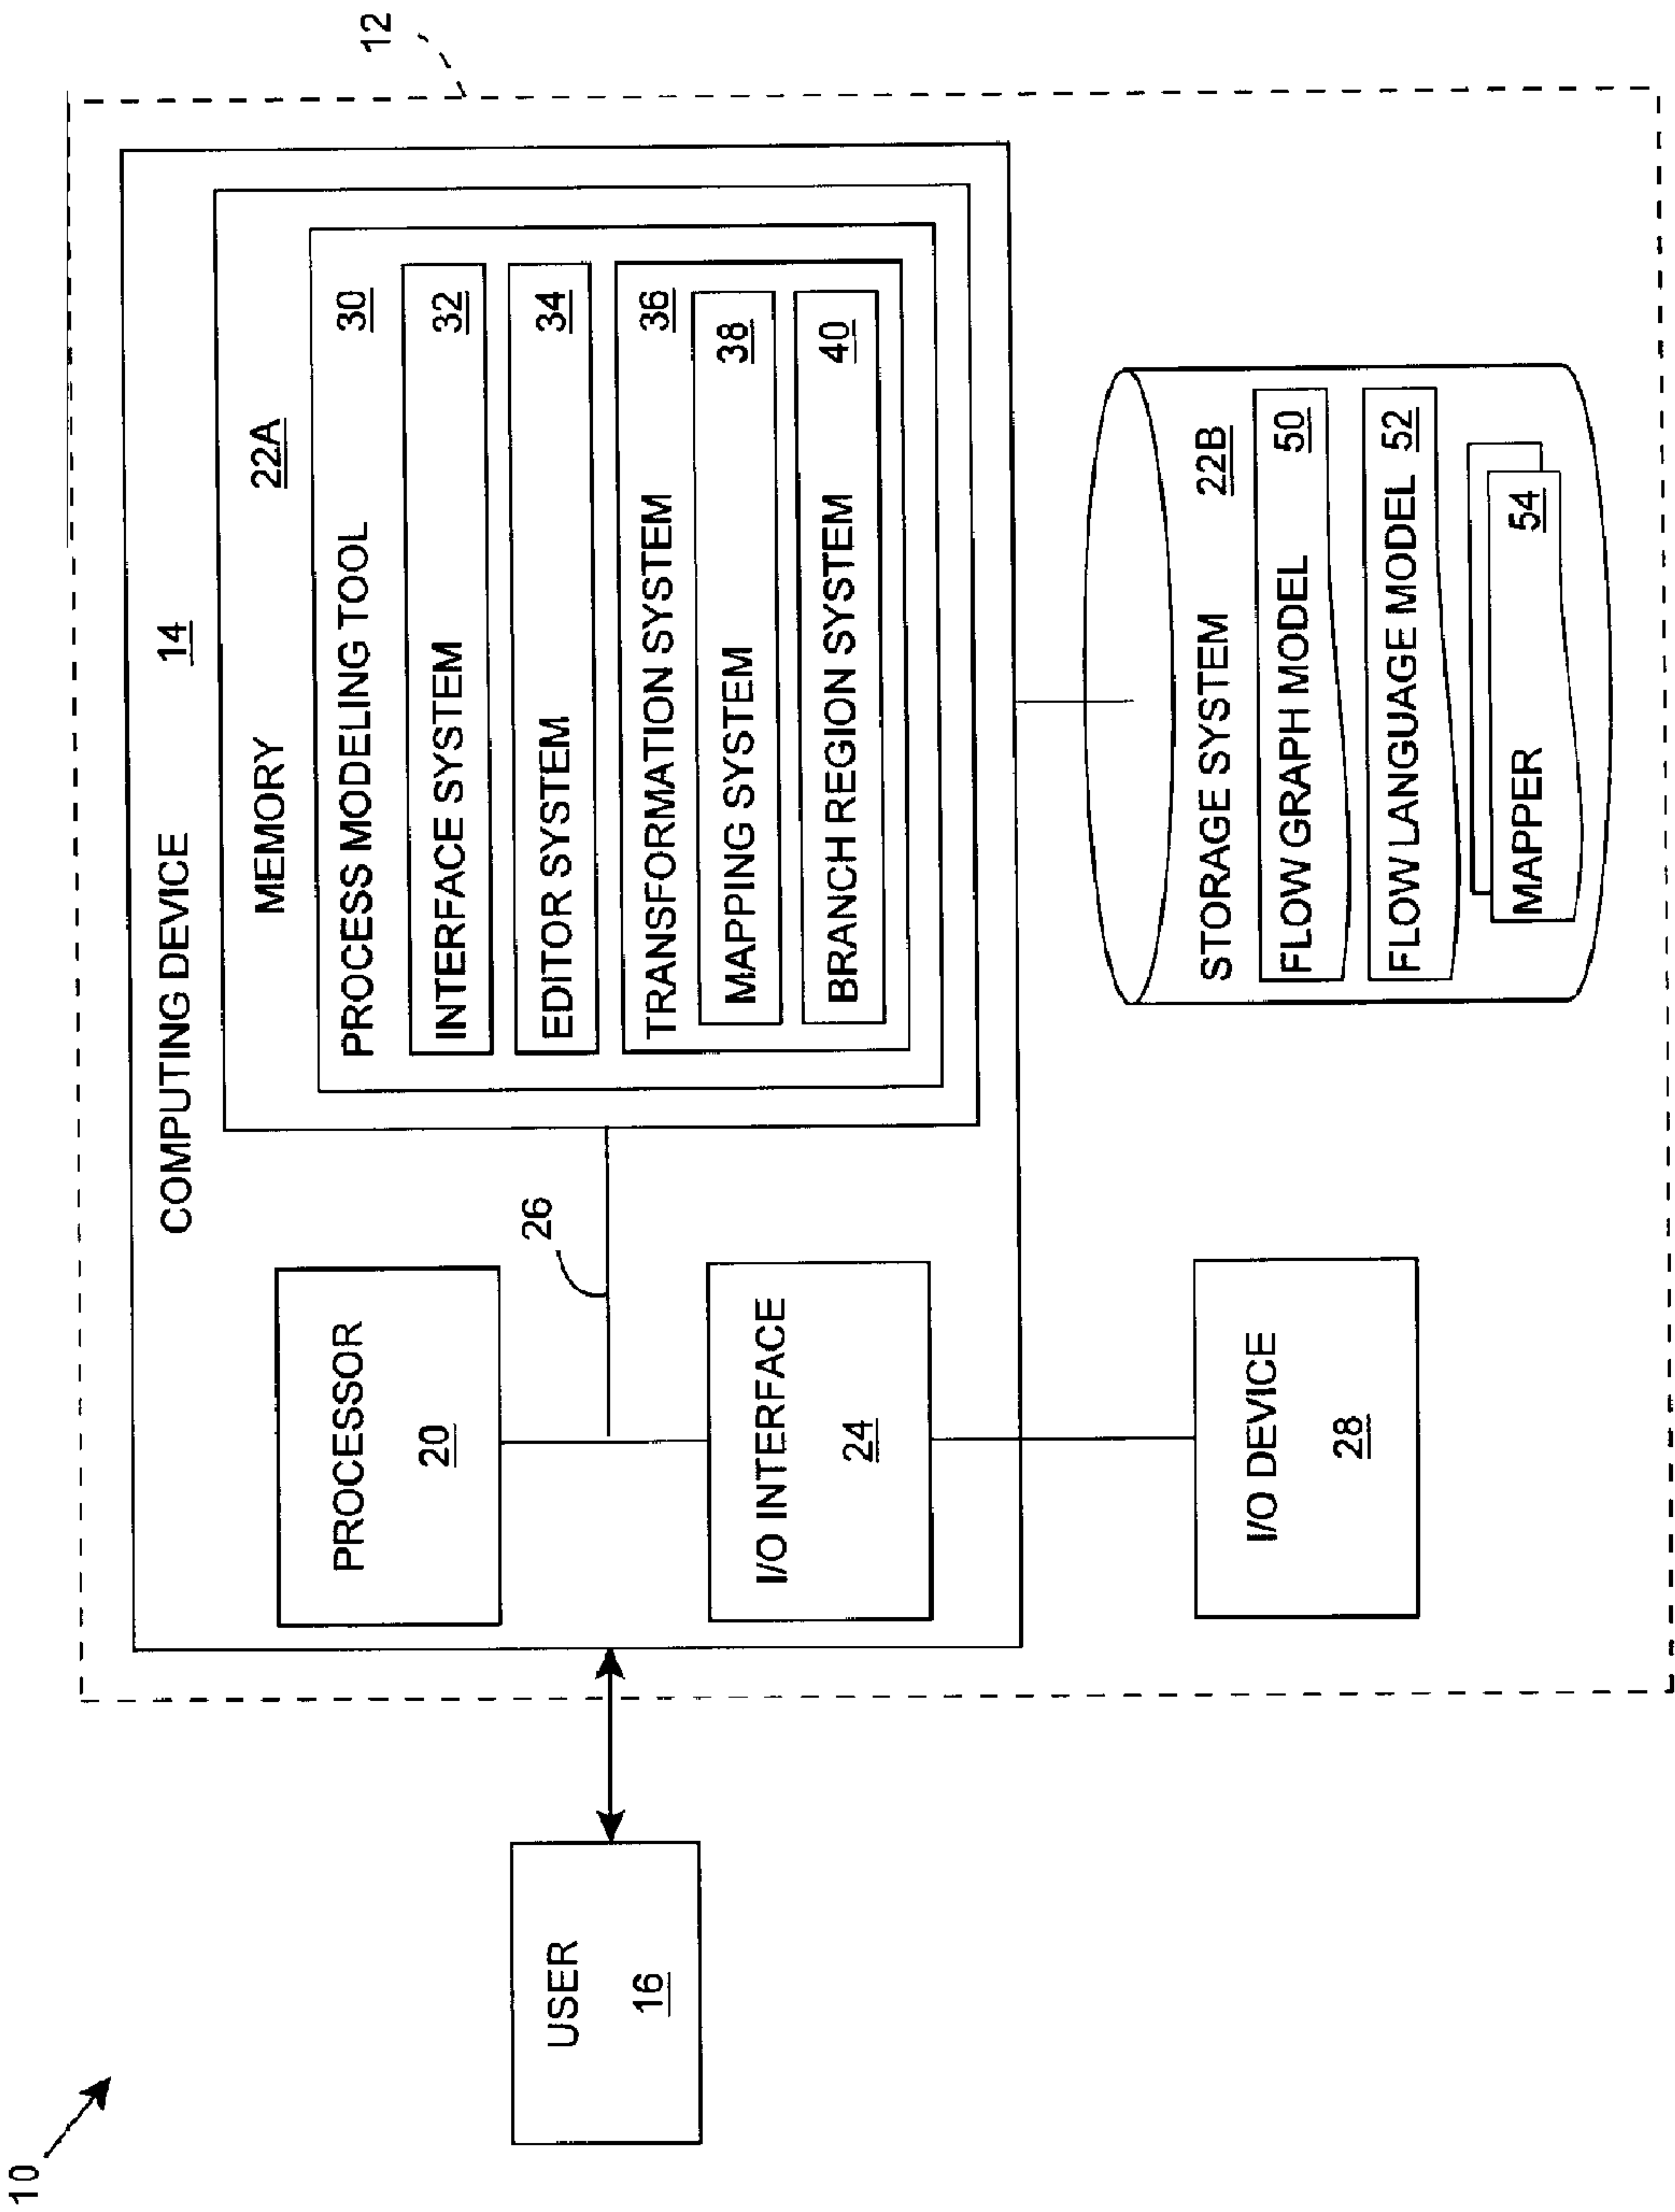 10
12
COMPUTING DEVICE 14
MEMORY 22A
PROCESS MODELING TOOL 30
INTERFACE SYSTEM 32
EDITOR SYSTEM 34
TRANSFORMATION SYSTEM 36
MAPPING SYSTEM 38
BRANCH REGION SYSTEM 40
PROCESSOR
20
26
USER
16
I/O INTERFACE
24
I/O DEVICE
28
STORAGE SYSTEM 22B
FLOW GRAPH MODEL 50
FLOW LANGUAGE MODEL 52
MAPPER 54